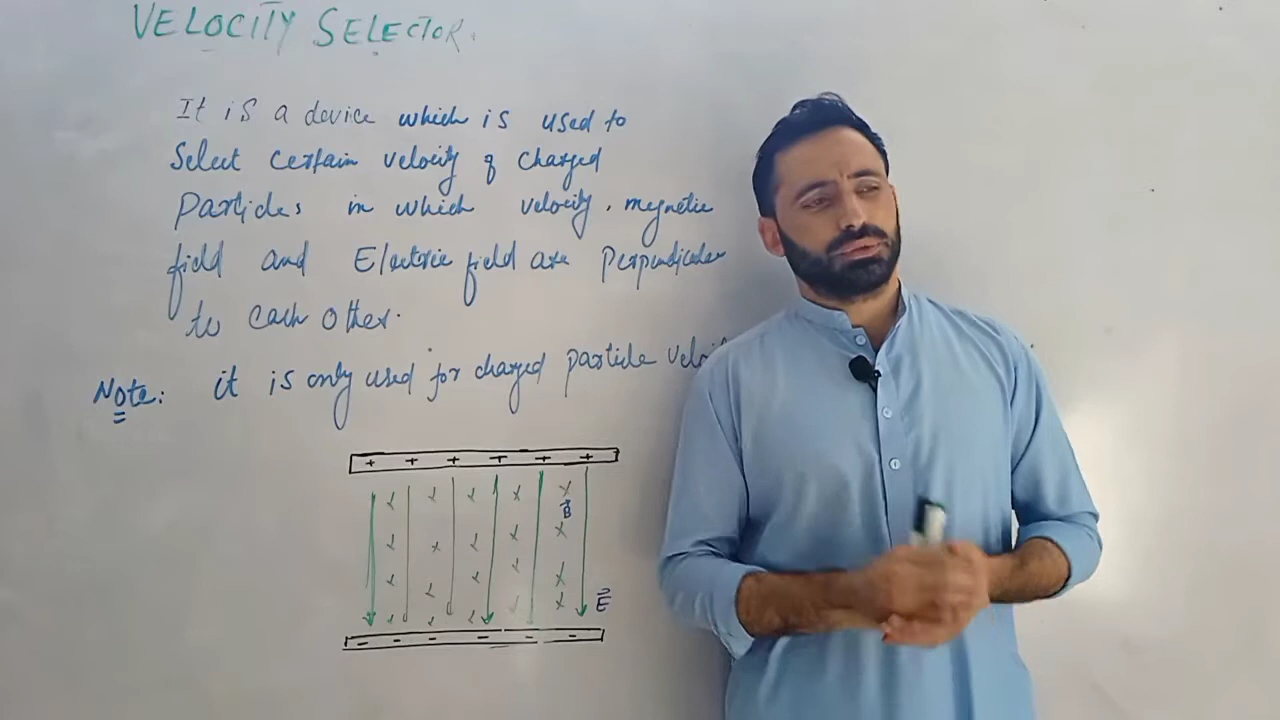 VELOCITY SELECTOR.
It is a device which is used to
Select certain velocity of charged
Particles in which velocity, magnetic
field and Electric field are Perpendicular
to each other.
Note: it is only used for charged particle
+ + + + + +
B
E
- - - - - -